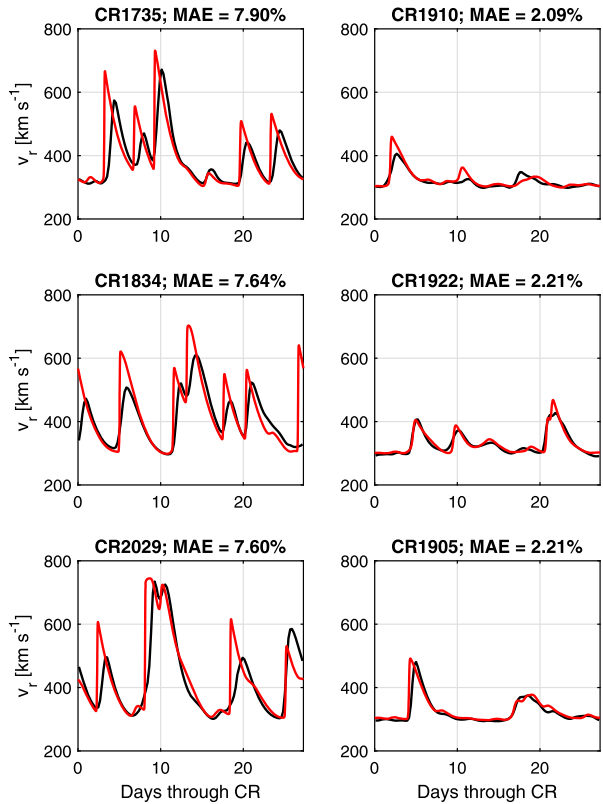 CR1735; MAE = 7.90%
CR1910; MAE = 2.09%
800
600
400
200
v_r [km s^-1]
0 10 20
800
600
400
200
0 10 20
CR1834; MAE = 7.64%
CR1922; MAE = 2.21%
800
600
400
200
v_r [km s^-1]
0 10 20
800
600
400
200
0 10 20
CR2029; MAE = 7.60%
CR1905; MAE = 2.21%
800
600
400
200
v_r [km s^-1]
0 10 20
Days through CR
800
600
400
200
0 10 20
Days through CR